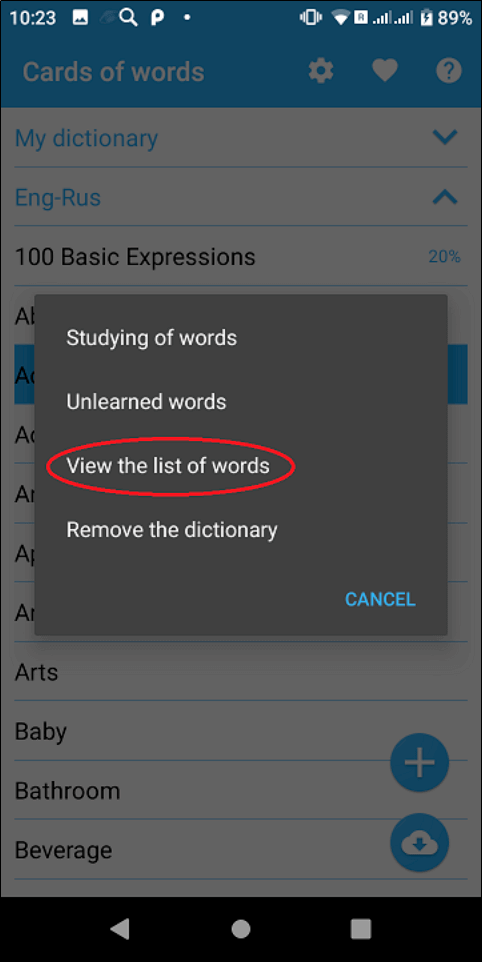 10:23
89%
Cards of words
My dictionary
Eng-Rus
100 Basic Expressions 20%
Studying of words
Unlearned words
View the list of words
Remove the dictionary
CANCEL
Arts
Baby
Bathroom
Beverage